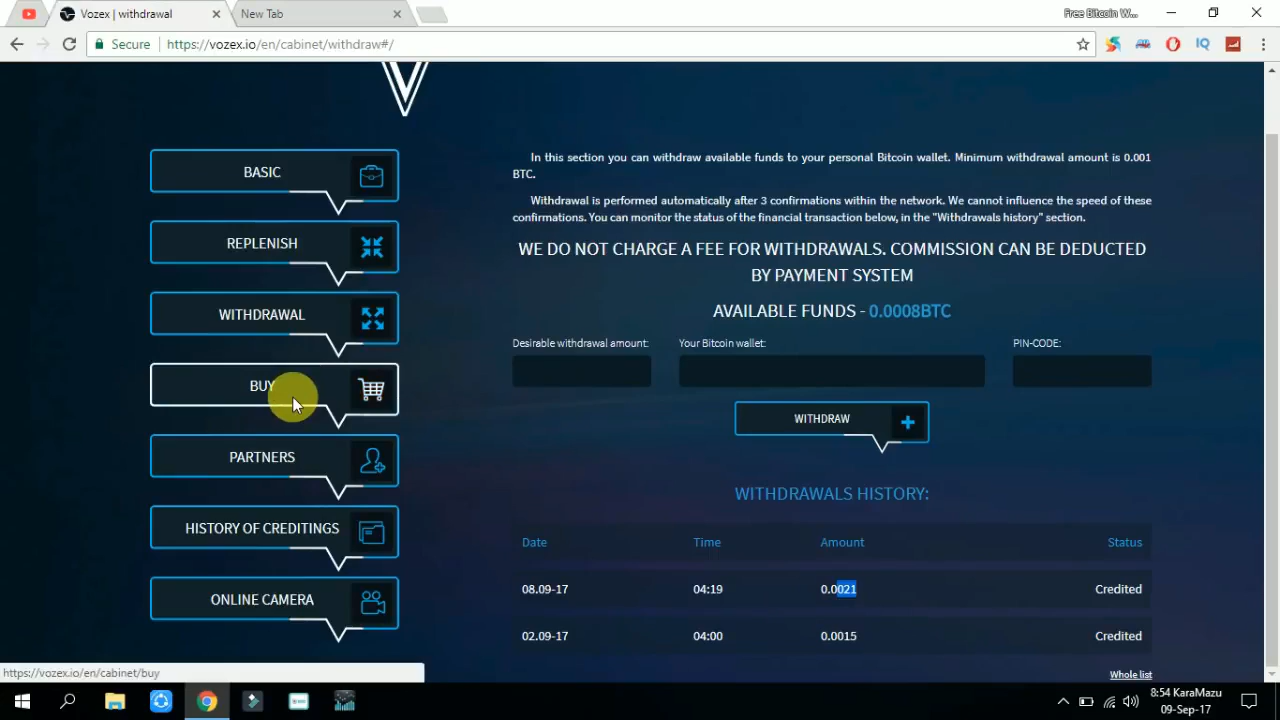 Vozex | withdrawal
New Tab
Free Bitcoin W...
Secure
https://vozex.io/en/cabinet/withdraw#/
BASIC
REPLENISH
WITHDRAWAL
BUY
PARTNERS
HISTORY OF CREDITINGS
ONLINE CAMERA
In this section you can withdraw available funds to your personal Bitcoin wallet. Minimum withdrawal amount is 0.001
BTC.
Withdrawal is performed automatically after 3 confirmations within the network. We cannot influence the speed of these
confirmations. You can monitor the status of the financial transaction below, in the "Withdrawals history" section.
WE DO NOT CHARGE A FEE FOR WITHDRAWALS. COMMISSION CAN BE DEDUCTED
BY PAYMENT SYSTEM
AVAILABLE FUNDS - 0.0008BTC
Desirable withdrawal amount: Your Bitcoin wallet: PIN-CODE:
WITHDRAW
WITHDRAWALS HISTORY:
Date Time Amount Status
08.09-17 04:19 0.0021 Credited
02.09-17 04:00 0.0015 Credited
Whole list
https://vozex.io/en/cabinet/buy
8:54 KaraMazu
09-Sep-17